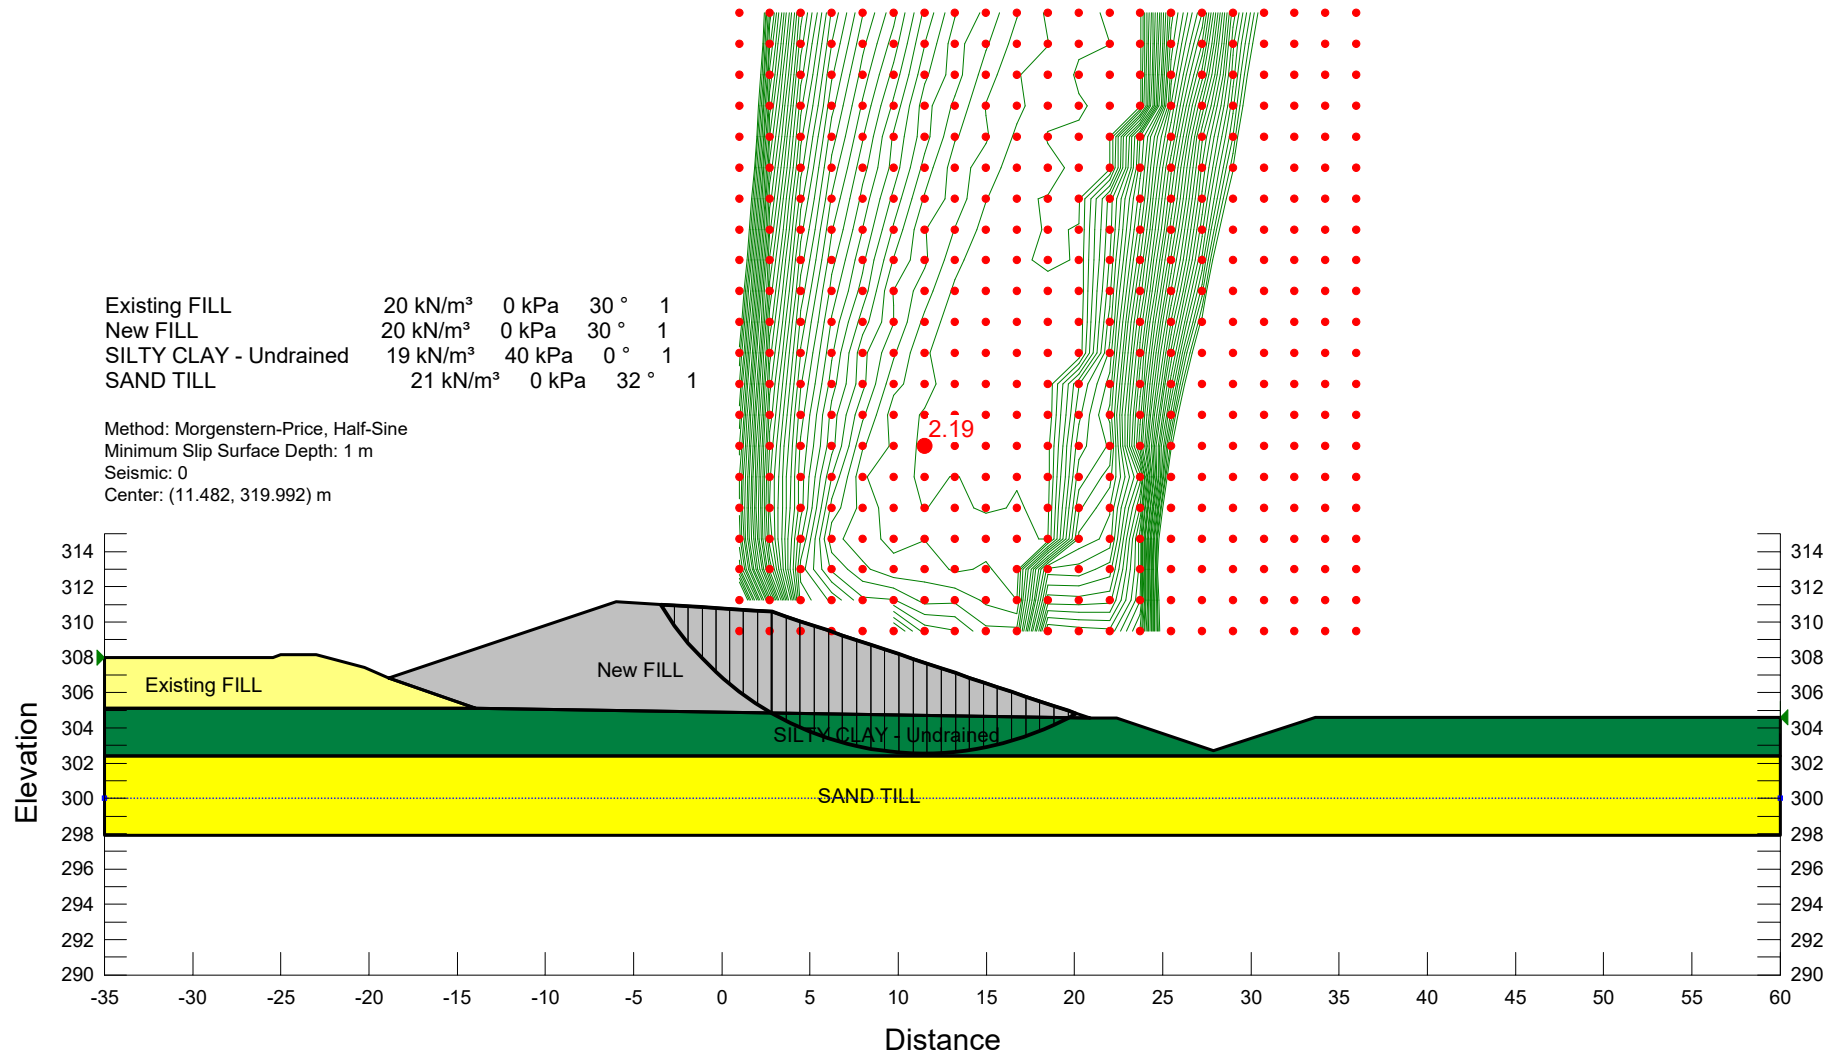 2.19
Existing FILL 20 kN/m³ 0 kPa 30 ° 1
New FILL 20 kN/m³ 0 kPa 30 ° 1
SILTY CLAY - Undrained 19 kN/m³ 40 kPa 0 ° 1
SAND TILL 21 kN/m³ 0 kPa 32 ° 1
Method: Morgenstern-Price, Half-Sine
Minimum Slip Surface Depth: 1 m
Seismic: 0
Center: (11.482, 319.992) m
314 314
312 312
310 310
308 308
306 306
304 304
302 302
300 300
298 298
296 296
294 294
292 292
290 290
Elevation
New FILL
Existing FILL
SILTY CLAY - Undrained
SAND TILL
-35 -30 -25 -20 -15 -10 -5 0 5 10 15 20 25 30 35 40 45 50 55 60
Distance